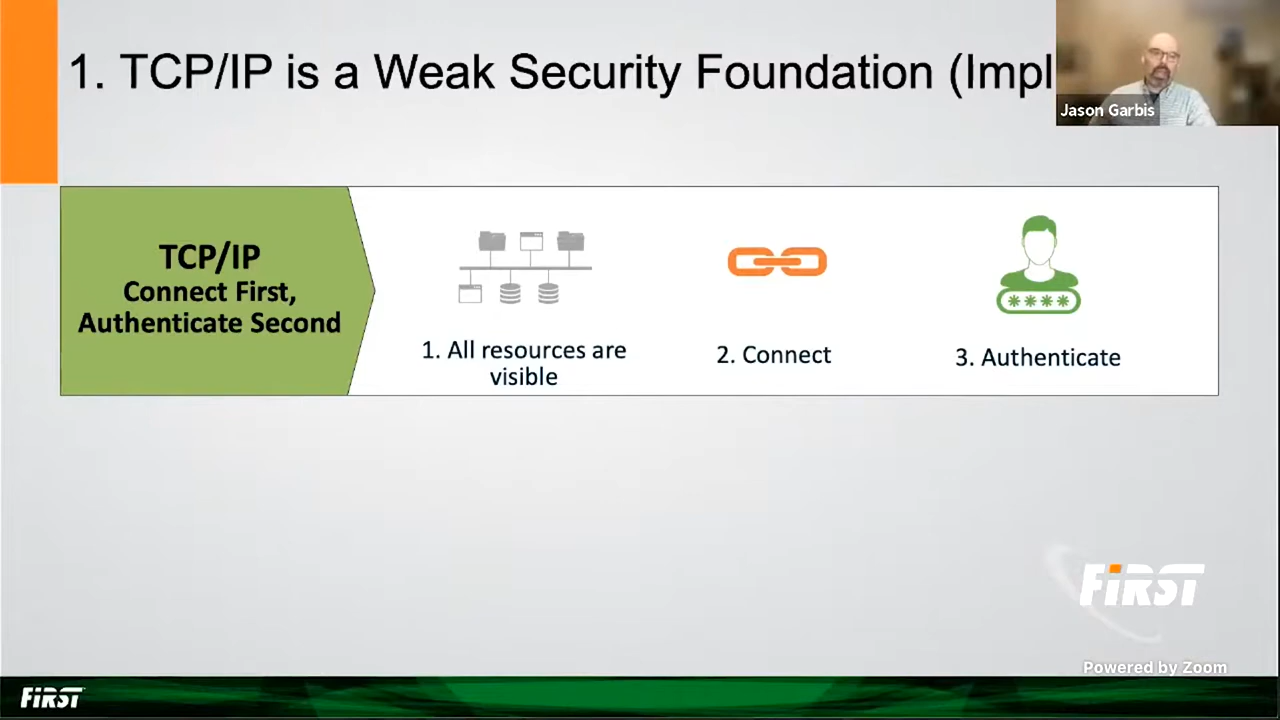 1. TCP/IP is a Weak Security Foundation (Impl
Jason Garbis
TCP/IP
Connect First,
Authenticate Second
1. All resources are
visible
2. Connect
****
3. Authenticate
FiRST
Powered by Zoom
FiRST